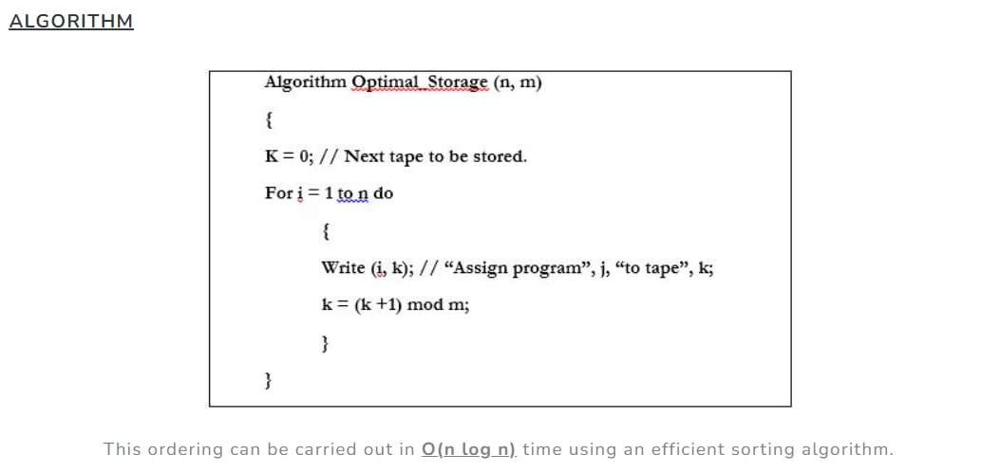 ALGORITHM
Algorithm Optimal_Storage (n, m)
{
K = 0; // Next tape to be stored.
For i = 1 to n do
{
Write (i, k); // “Assign program”, j, “to tape”, k;
k = (k +1) mod m;
}
}
This ordering can be carried out in O(n log n) time using an efficient sorting algorithm.